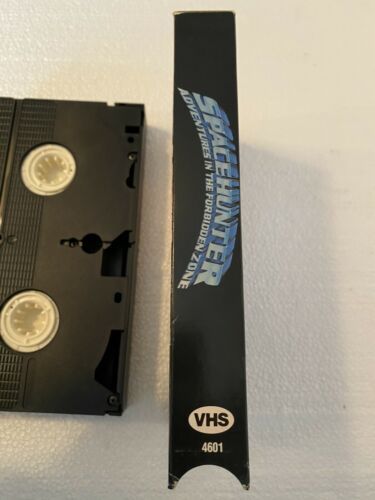 SPACEHUNTER
ADVENTURES IN THE FORBIDDEN ZONE
VHS
4601